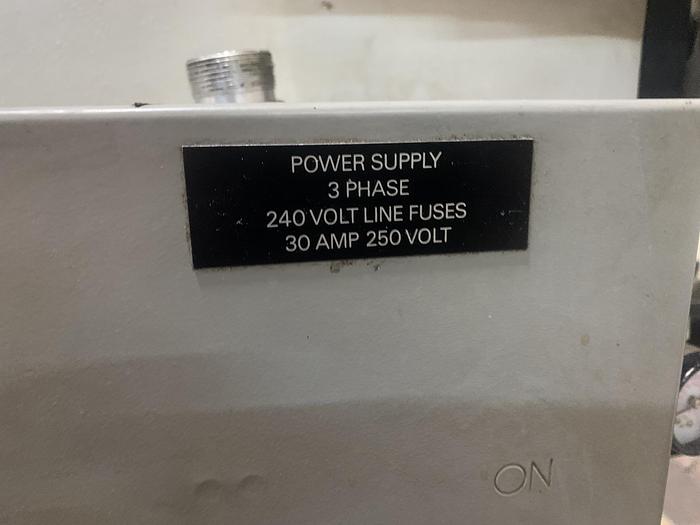 POWER SUPPLY
3 PHASE
240 VOLT LINE FUSES
30 AMP 250 VOLT
ON